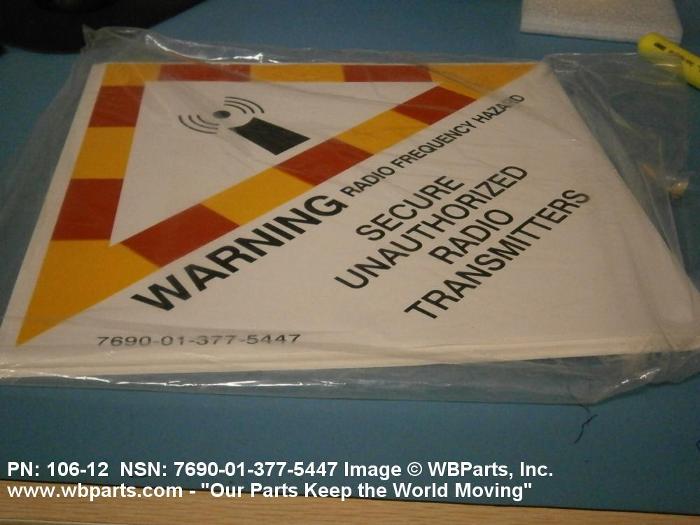 WARNING
RADIO FREQUENCY HAZARD
SECURE
UNAUTHORIZED
RADIO
TRANSMITTERS
7690-01-377-5447
PN: 106-12 NSN: 7690-01-377-5447 Image © WBParts, Inc.
www.wbparts.com - "Our Parts Keep the World Moving"